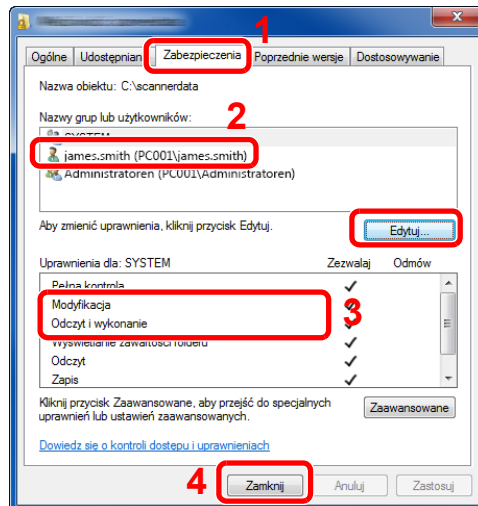 1
Ogólne Udostępnian Zabezpieczenia Poprzednie wersje Dostosowywanie
Nazwa obiektu: C:\scannerdata
Nazwy grup lub użytkowników:
2
SYSTEM
james.smith (PC001\james.smith)
Administratoren (PC001\Administratoren)
Aby zmienić uprawnienia, kliknij przycisk Edytuj.
Edytuj...
Uprawnienia dla: SYSTEM Zezwalaj Odmów
Pełna kontrola
Modyfikacja
3
Odczyt i wykonanie
Wyświetlanie zawartości folderu
Odczyt
Zapis
Kliknij przycisk Zaawansowane, aby przejść do specjalnych
uprawnień lub ustawień zaawansowanych.
Zaawansowane
Dowiedz się o kontroli dostępu i uprawnieniach
4
Zamknij Anuluj Zastosuj